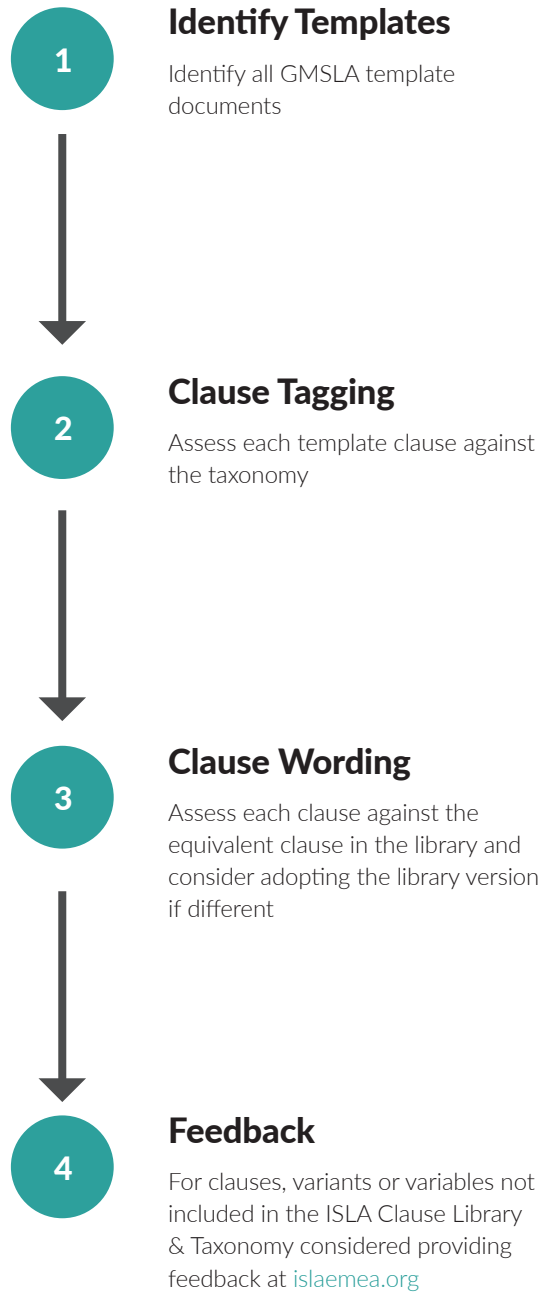 1
Identify Templates
Identify all GMSLA template
documents
2
Clause Tagging
Assess each template clause against
the taxonomy
3
Clause Wording
Assess each clause against the
equivalent clause in the library and
consider adopting the library version
if different
4
Feedback
For clauses, variants or variables not
included in the ISLA Clause Library
& Taxonomy considered providing
feedback at islaemea.org